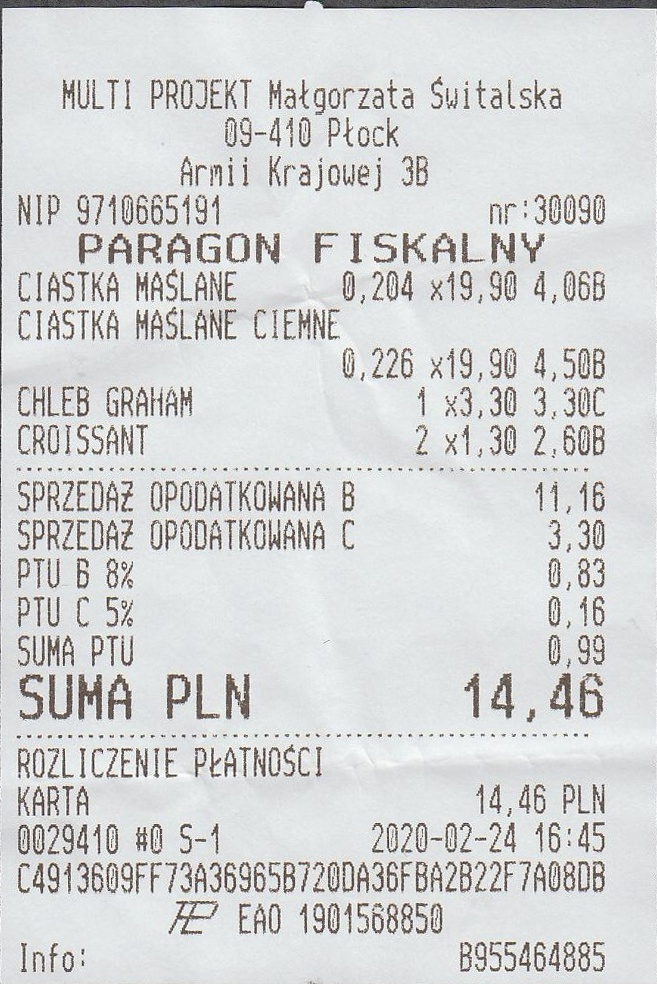 MULTI PROJEKT Małgorzata Świtalska
09-410 Płock
Armii Krajowej 3B
NIP 9710665191 nr:30090
PARAGON FISKALNY
CIASTKA MAŚLANE 0,204 x19,90 4,06B
CIASTKA MAŚLANE CIEMNE
0,226 x19,90 4,50B
CHLEB GRAHAM 1 x3,30 3,30C
CROISSANT 2 x1,30 2,60B
SPRZEDAŻ OPODATKOWANA B 11,16
SPRZEDAŻ OPODATKOWANA C 3,30
PTU B 8% 0,83
PTU C 5% 0,16
SUMA PTU 0,99
SUMA PLN 14,46
ROZLICZENIE PŁATNOŚCI
KARTA 14,46 PLN
0029410 #0 S-1 2020-02-24 16:45
C4913609FF73A36965B720DA36FBA2B22F7A08DB
EAO 1901568850
Info: B955464885